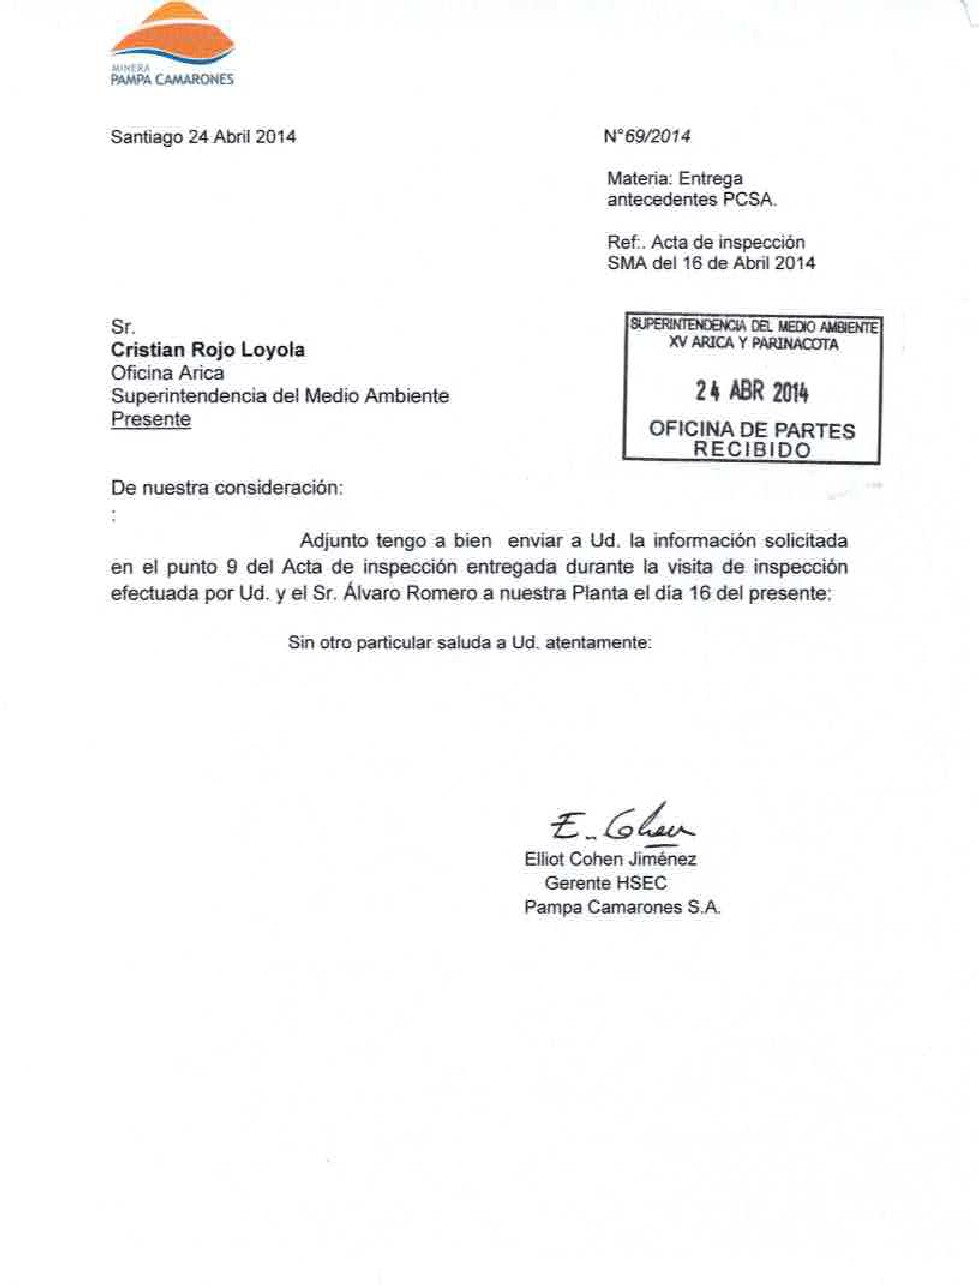 MINERA
PAMPA CAMARONES
Santiago 24 Abril 2014
N°69/2014
Materia: Entrega
antecedentes PCSA.
Ref:. Acta de inspección
SMA del 16 de Abril 2014
Sr.
Cristian Rojo Loyola
Oficina Arica
Superintendencia del Medio Ambiente
Presente
SUPERINTENDENCIA DEL MEDIO AMBIENTE
XV ARICA Y PARINACOTA
24 ABR 2014
OFICINA DE PARTES
RECIBIDO
De nuestra consideración:
:
Adjunto tengo a bien enviar a Ud. la información solicitada
en el punto 9 del Acta de inspección entregada durante la visita de inspección
efectuada por Ud. y el Sr. Álvaro Romero a nuestra Planta el día 16 del presente:
Sin otro particular saluda a Ud. atentamente:
E. Cohen
Elliot Cohen Jiménez
Gerente HSEC
Pampa Camarones S.A.